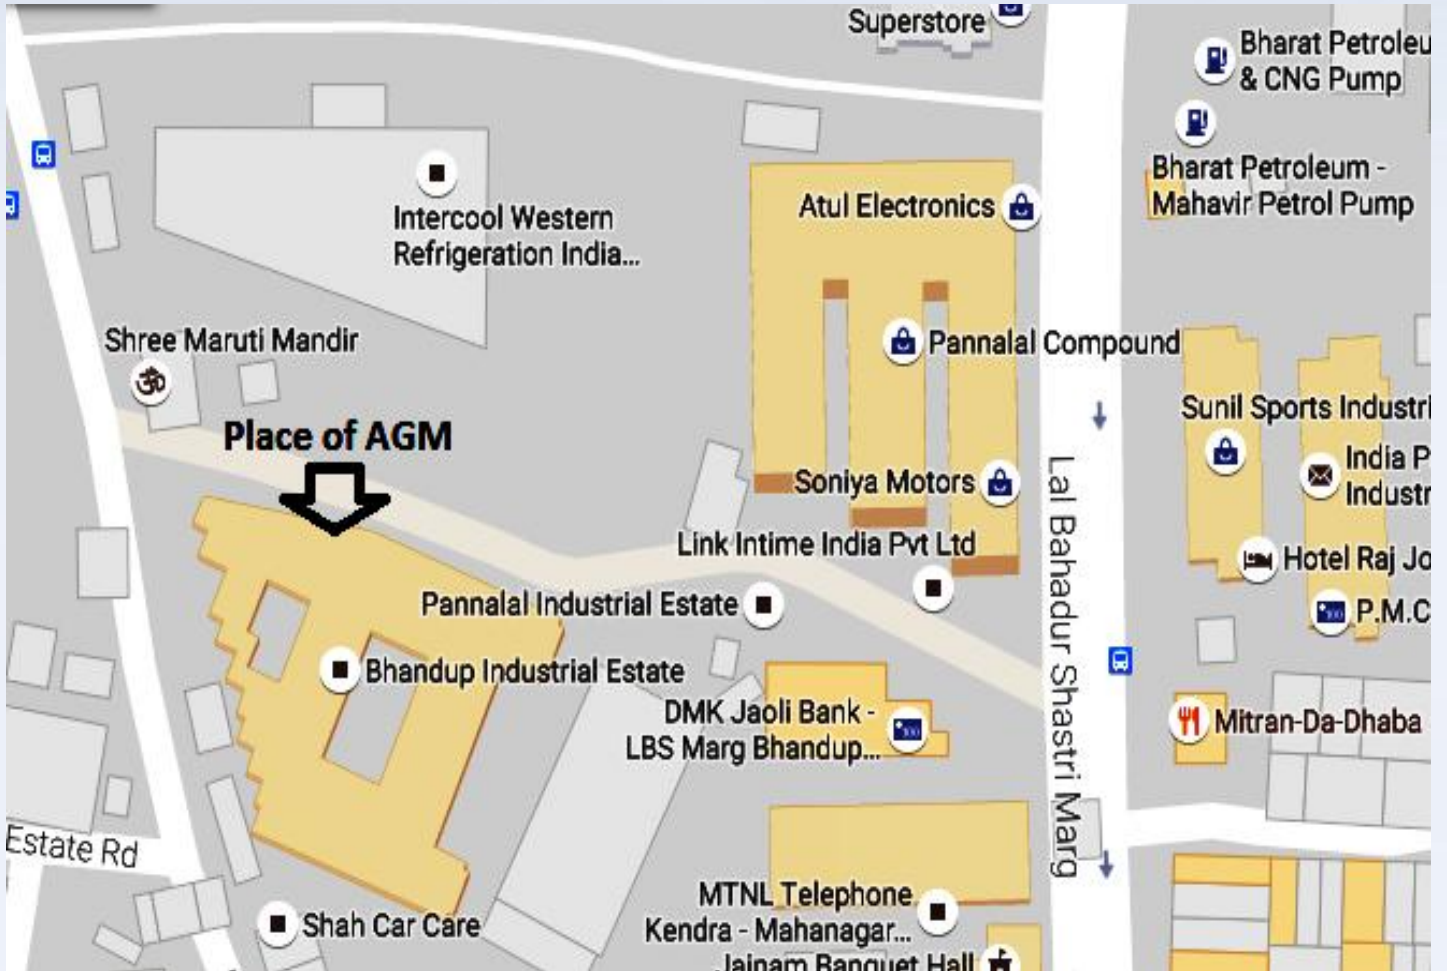 Superstore
Bharat Petroleu
& CNG Pump
Bharat Petroleum -
Mahavir Petrol Pump
Atul Electronics
Intercool Western
Refrigeration India...
Shree Maruti Mandir
Pannalal Compound
Sunil Sports Industri
Place of AGM
India P
Industr
Soniya Motors
Link Intime India Pvt Ltd
Hotel Raj Jo
Pannalal Industrial Estate
P.M.C
Lal Bahadur Shastri Marg
Bhandup Industrial Estate
DMK Jaoli Bank -
LBS Marg Bhandup...
Mitran-Da-Dhaba
Estate Rd
MTNL Telephone
Kendra - Mahanagar...
Shah Car Care
Jainam Banquet Hall